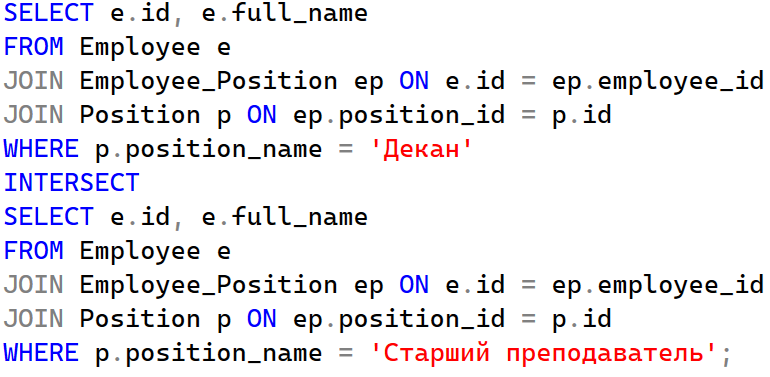 SELECT e.id, e.full_name
FROM Employee e
JOIN Employee_Position ep ON e.id = ep.employee_id
JOIN Position p ON ep.position_id = p.id
WHERE p.position_name = 'Декан'
INTERSECT
SELECT e.id, e.full_name
FROM Employee e
JOIN Employee_Position ep ON e.id = ep.employee_id
JOIN Position p ON ep.position_id = p.id
WHERE p.position_name = 'Старший преподаватель';